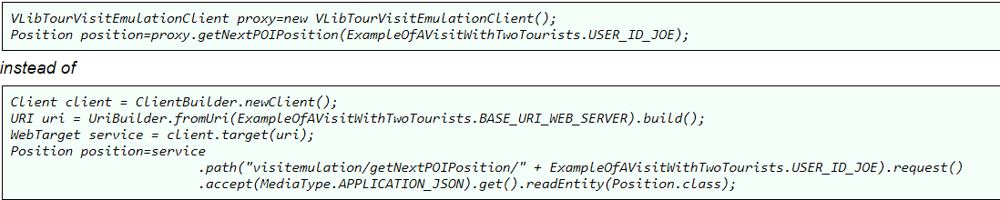 VLibTourVisitEmulationClient proxy=new VLibTourVisitEmulationClient();
Position position=proxy.getNextPOIPosition(ExampleOfAVisitWithTwoTourists.USER_ID_JOE);
instead of
Client client = ClientBuilder.newClient();
URI uri = UriBuilder.fromUri(ExampleOfAVisitWithTwoTourists.BASE_URI_WEB_SERVER).build();
WebTarget service = client.target(uri);
Position position=service
.path("visitemulation/getNextPOIPosition/" + ExampleOfAVisitWithTwoTourists.USER_ID_JOE).request()
.accept(MediaType.APPLICATION_JSON).get().readEntity(Position.class);